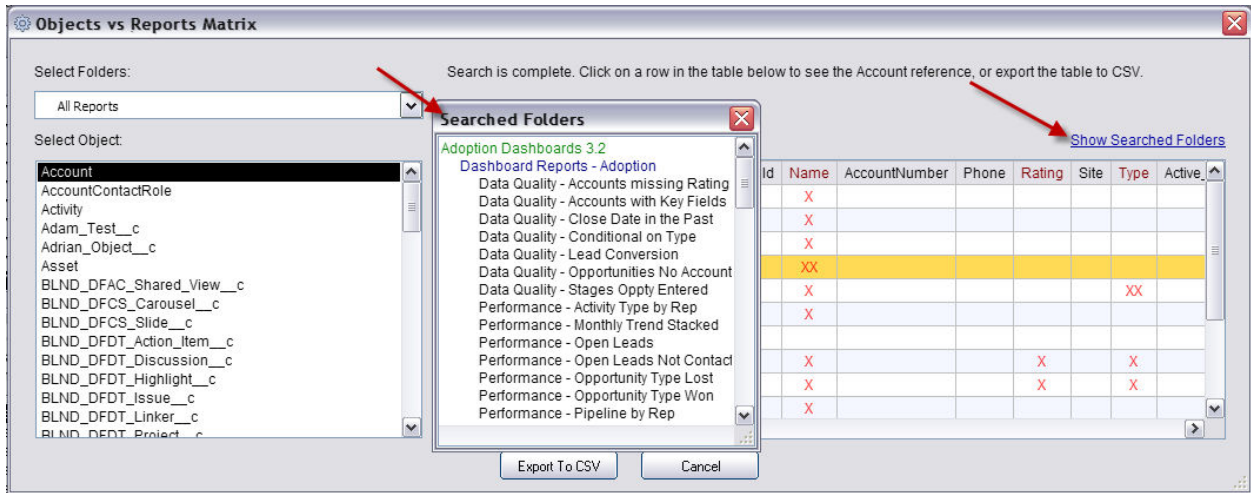 Objects vs Reports Matrix
Select Folders:
Search is complete. Click on a row in the table below to see the Account reference, or export the table to CSV.
All Reports
Select Object:
Show Searched Folders
Account
AccountContactRole
Activity
Adam_Test__c
Adrian_Object__c
Asset
BLND_DFAC_Shared_View__c
BLND_DFCS_Carousel__c
BLND_DFCS_Slide__c
BLND_DFDT_Action_Item__c
BLND_DFDT_Discussion__c
BLND_DFDT_Highlight__c
BLND_DFDT_Issue__c
BLND_DFDT_Linker__c
BLND_DFDT_Project__c
Searched Folders
Adoption Dashboards 3.2
Dashboard Reports - Adoption
Data Quality - Accounts missing Rating
Data Quality - Accounts with Key Fields
Data Quality - Close Date in the Past
Data Quality - Conditional on Type
Data Quality - Lead Conversion
Data Quality - Opportunities No Account
Data Quality - Stages Oppty Entered
Performance - Activity Type by Rep
Performance - Monthly Trend Stacked
Performance - Open Leads
Performance - Open Leads Not Contact
Performance - Opportunity Type Lost
Performance - Opportunity Type Won
Performance - Pipeline by Rep
Id Name AccountNumber Phone Rating Site Type Active_
X
X
X
XX
X XX
X
X X X
X X X
X
Export To CSV Cancel